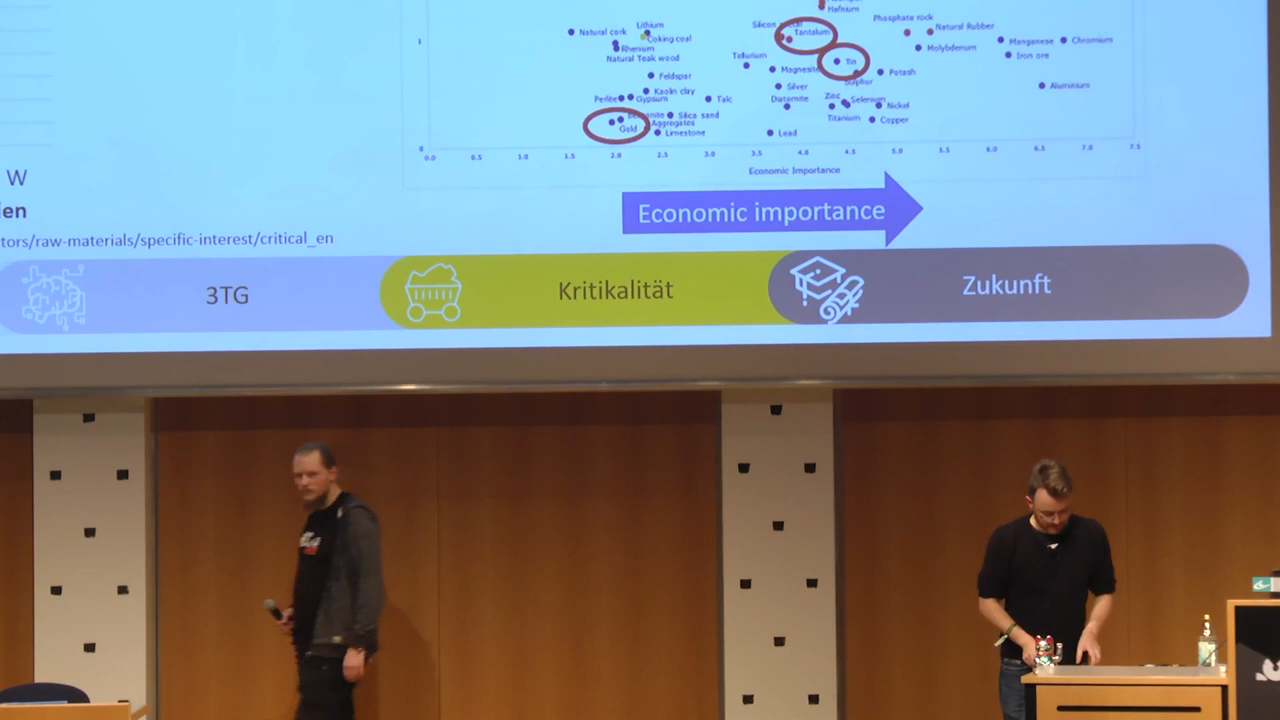 Hafnium
Phosphate rock
Lithium
Natural cork
Coking coal
Tantalum
Natural Rubber
1
Rhenium
Manganese
Chromium
Molybdenum
Natural Teak wood
Tellurium
Tin
Iron ore
Feldspar
Magnesite
Potash
Sulphur
Kaolin clay
Silver
Aluminium
Perlite
Gypsum
Talc
Diatomite
Zinc
Selenium
Nickel
Silica sand
Aggregates
Titanium
Copper
Gold
Limestone
Lead
0
0.0 0.5 1.0 1.5 2.0 2.5 3.0 3.5 4.0 4.5 5.0 5.5 6.0 6.5 7.0 7.5
Economic Importance
W
ien
Economic importance
tors/raw-materials/specific-interest/critical_en
3TG
Kritikalität
Zukunft